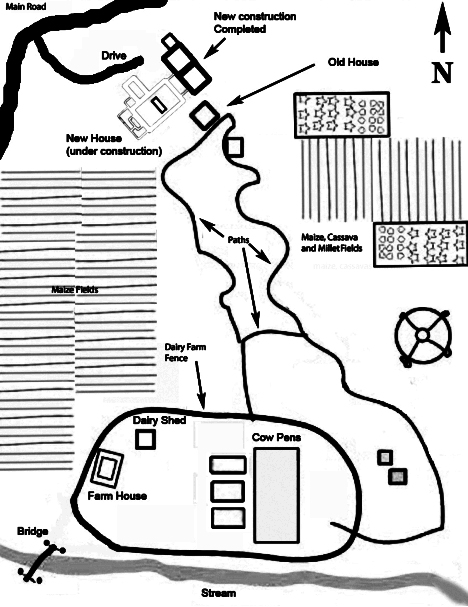 Main Road
New construction
Completed
Drive
Old House
N
New House
(under construction)
Paths
Maize, Cassava
and Millet Fields
Maize Fields
Dairy Farm
Fence
Dairy Shed
Cow Pens
Farm House
Bridge
Stream